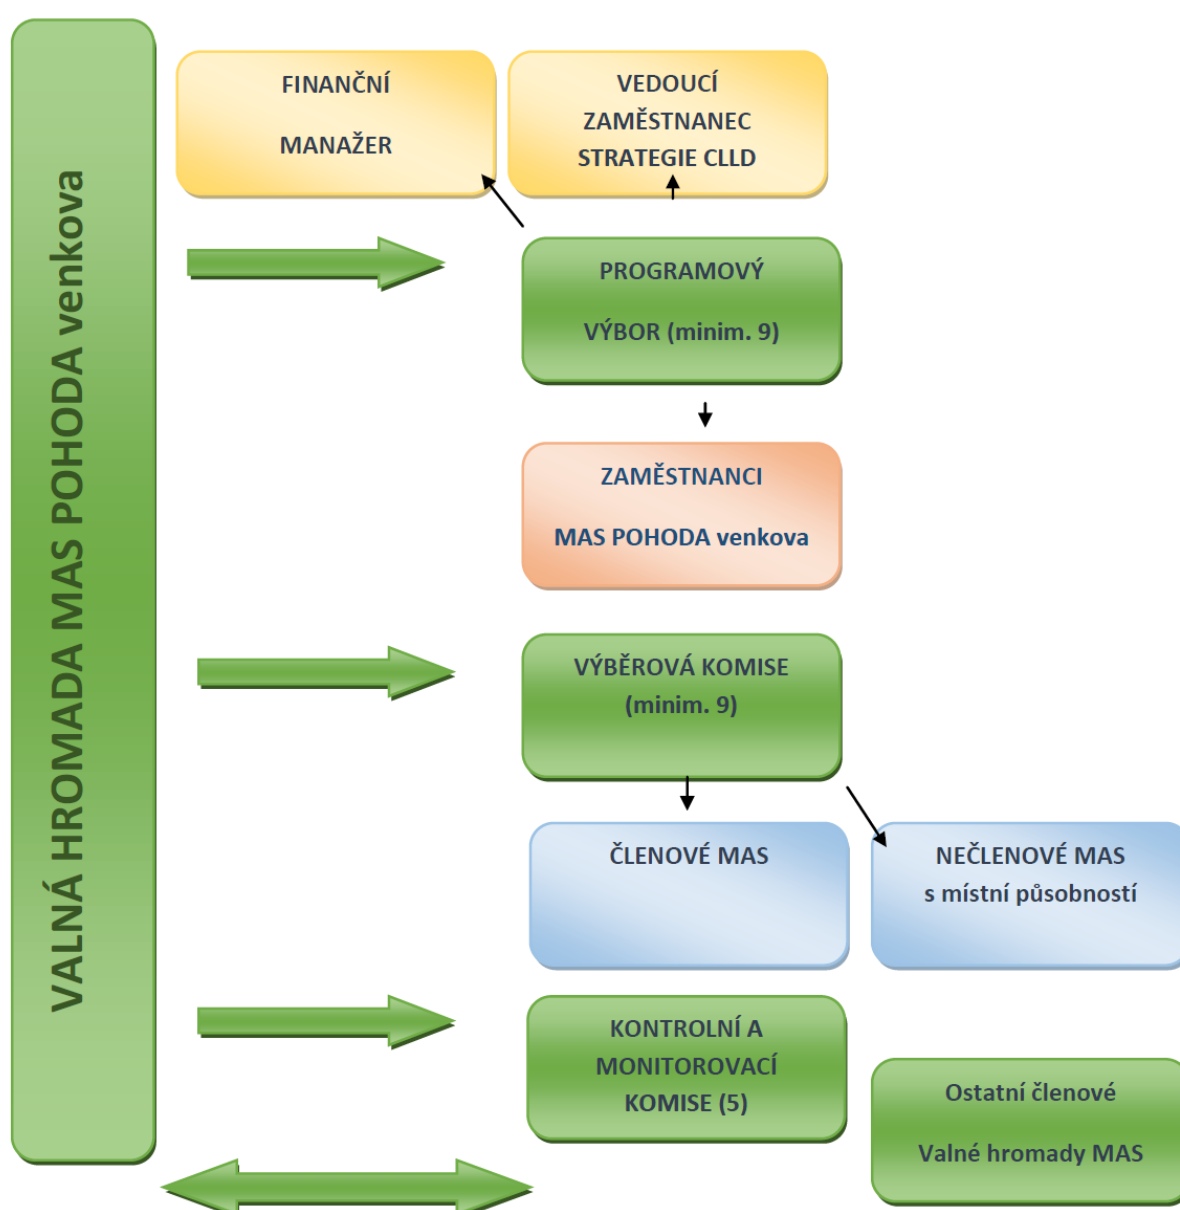 VALNÁ HROMADA MAS POHODA venkova
FINANČNÍ
MANAŽER
VEDOUCÍ
ZAMĚSTNANEC
STRATEGIE CLLD
PROGRAMOVÝ
VÝBOR (minim. 9)
ZAMĚSTNANCI
MAS POHODA venkova
VÝBĚROVÁ KOMISE
(minim. 9)
ČLENOVÉ MAS
NEČLENOVÉ MAS
s místní působností
KONTROLNÍ A
MONITOROVACÍ
KOMISE (5)
Ostatní členové
Valné hromady MAS